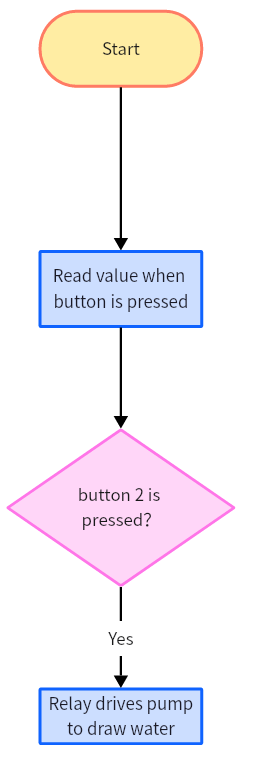 Start
Read value when
button is pressed
button 2 is
pressed?
Yes
Relay drives pump
to draw water